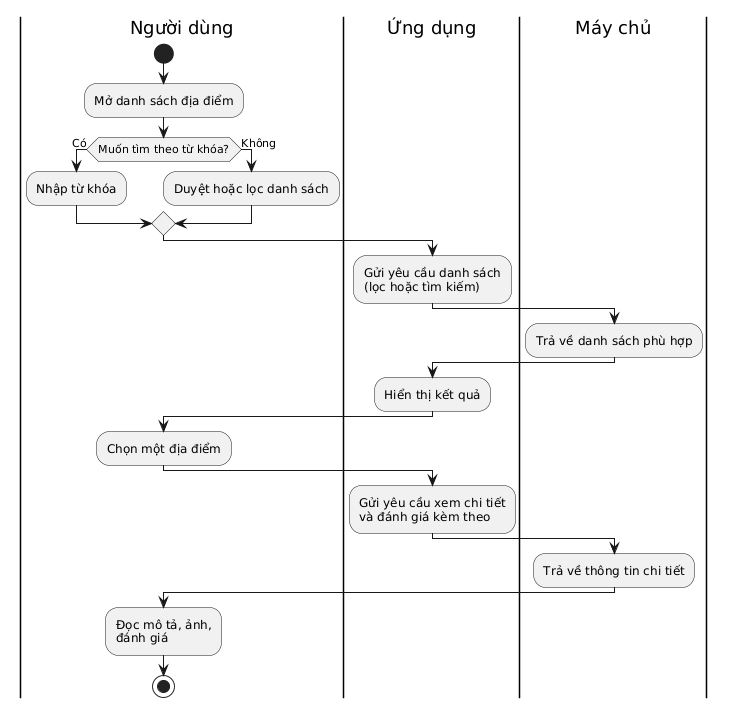 Người dùng
Ứng dụng
Máy chủ
Mở danh sách địa điểm
Muốn tìm theo từ khóa?
Có
Không
Nhập từ khóa
Duyệt hoặc lọc danh sách
Gửi yêu cầu danh sách
(lọc hoặc tìm kiếm)
Trả về danh sách phù hợp
Hiển thị kết quả
Chọn một địa điểm
Gửi yêu cầu xem chi tiết
và đánh giá kèm theo
Trả về thông tin chi tiết
Đọc mô tả, ảnh,
đánh giá